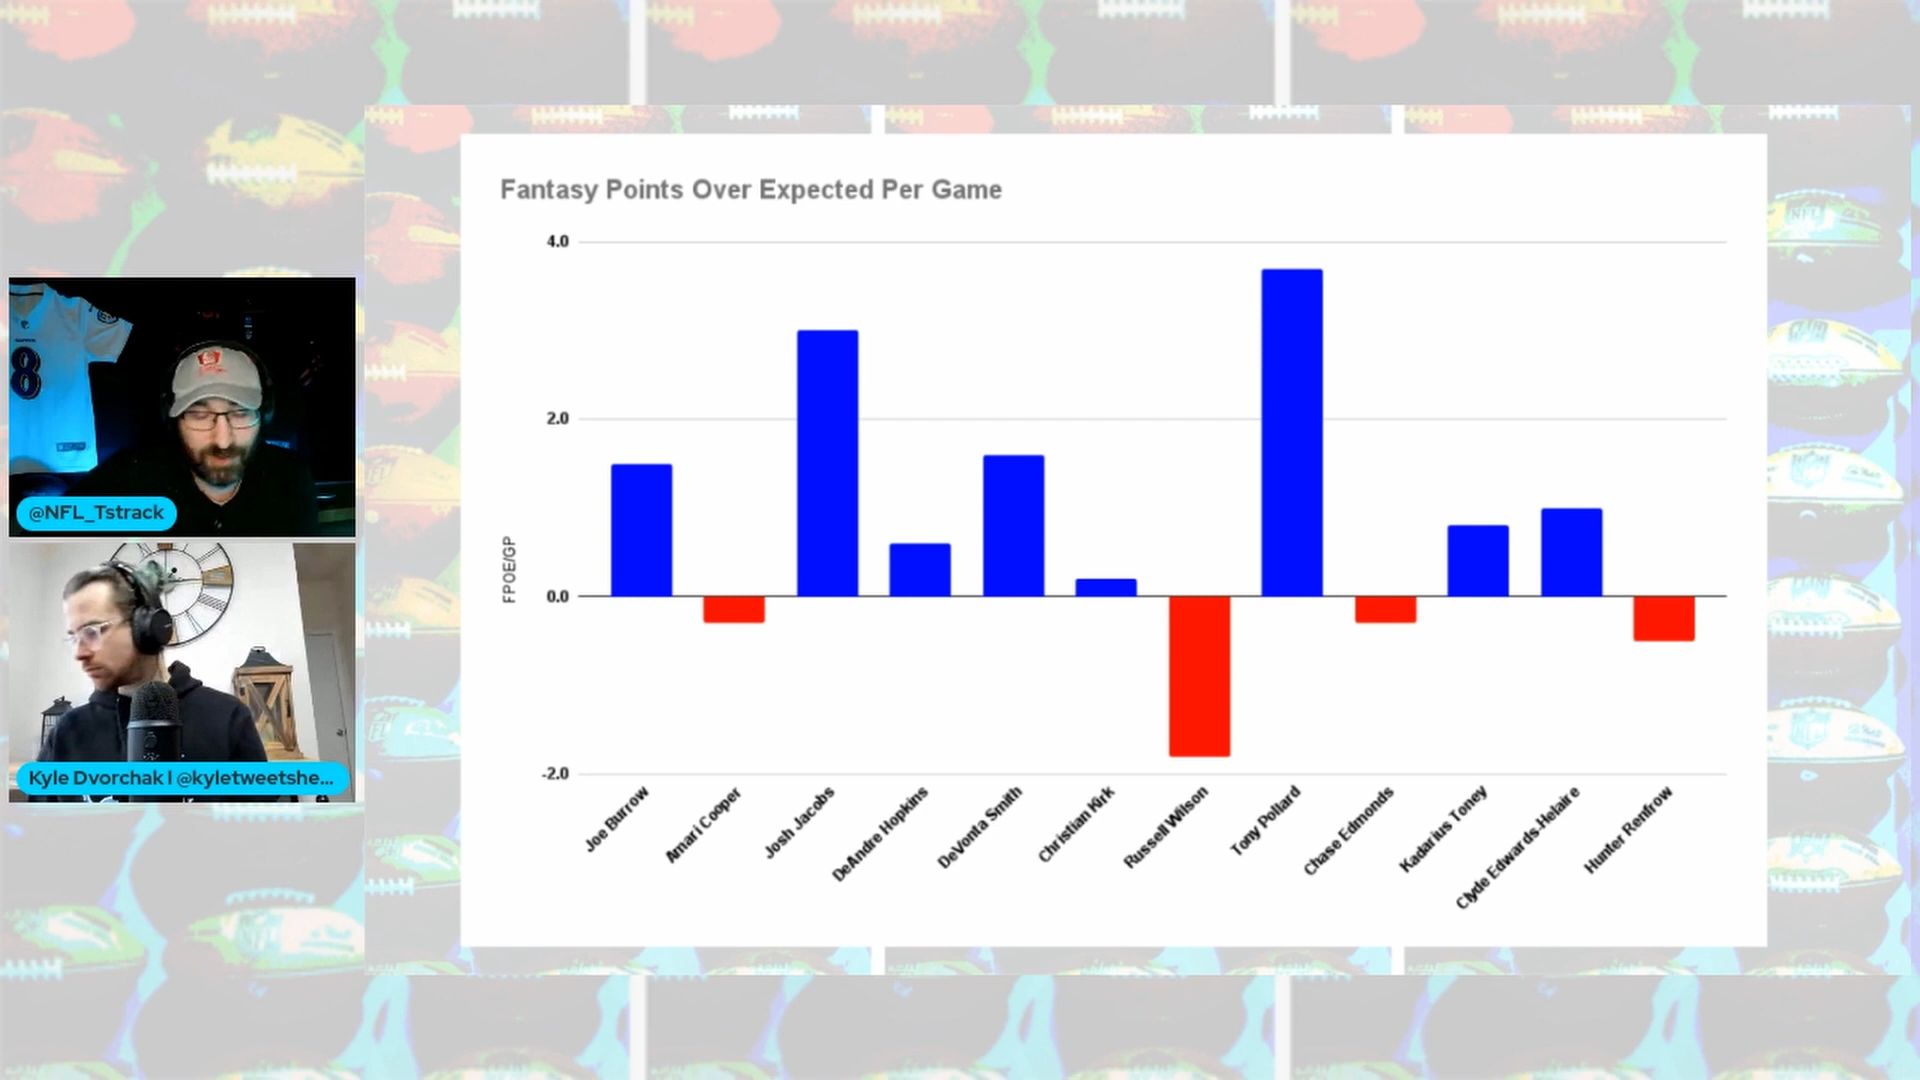 Fantasy Points Over Expected Per Game
4.0
2.0
0.0
-2.0
FPOE/GP
Joe Burrow
Amari Cooper
Josh Jacobs
DeAndre Hopkins
DeVonta Smith
Christian Kirk
Russell Wilson
Tony Pollard
Chase Edmonds
Kadarius Toney
Clyde Edwards-Helaire
Hunter Renfrow
8
@NFL_Tstrack
Kyle Dvorchak | @kyletweetshe...